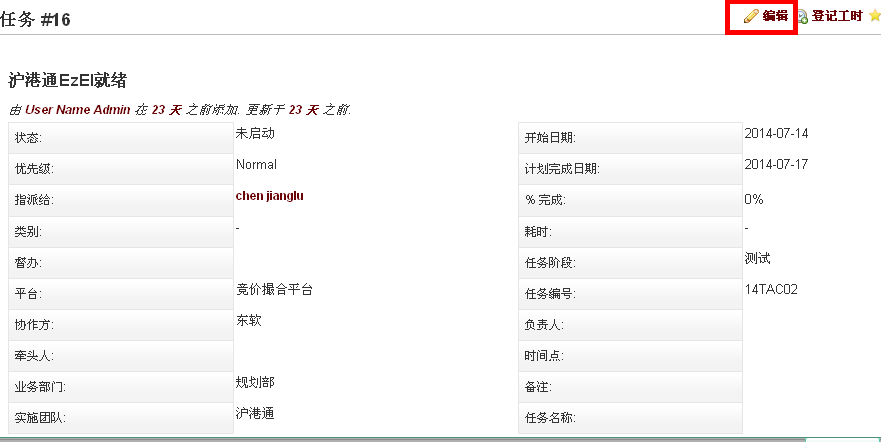 任务 #16
编辑 登记工时
沪港通EzEI就绪
由 User Name Admin 在 23 天 之前添加. 更新于 23 天 之前.
状态: 未启动 开始日期: 2014-07-14
优先级: Normal 计划完成日期: 2014-07-17
指派给: chen jianglu % 完成: 0%
类别: - 耗时: -
督办: 任务阶段: 测试
平台: 竞价撮合平台 任务编号: 14TAC02
协作方: 东软 负责人:
牵头人: 时间点:
业务部门: 规划部 备注:
实施团队: 沪港通 任务名称: